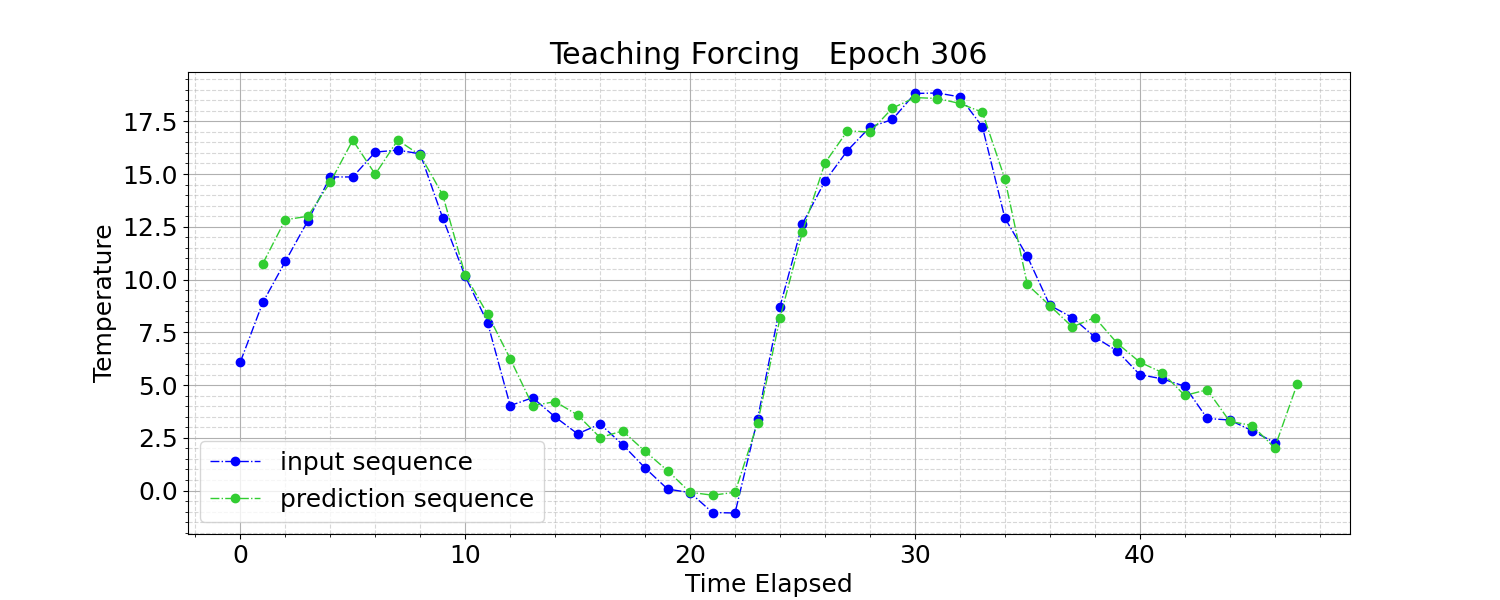 Teaching Forcing   Epoch 306
Temperature
17.5
15.0
12.5
10.0
7.5
5.0
2.5
0.0
input sequence
prediction sequence
0 10 20 30 40
Time Elapsed